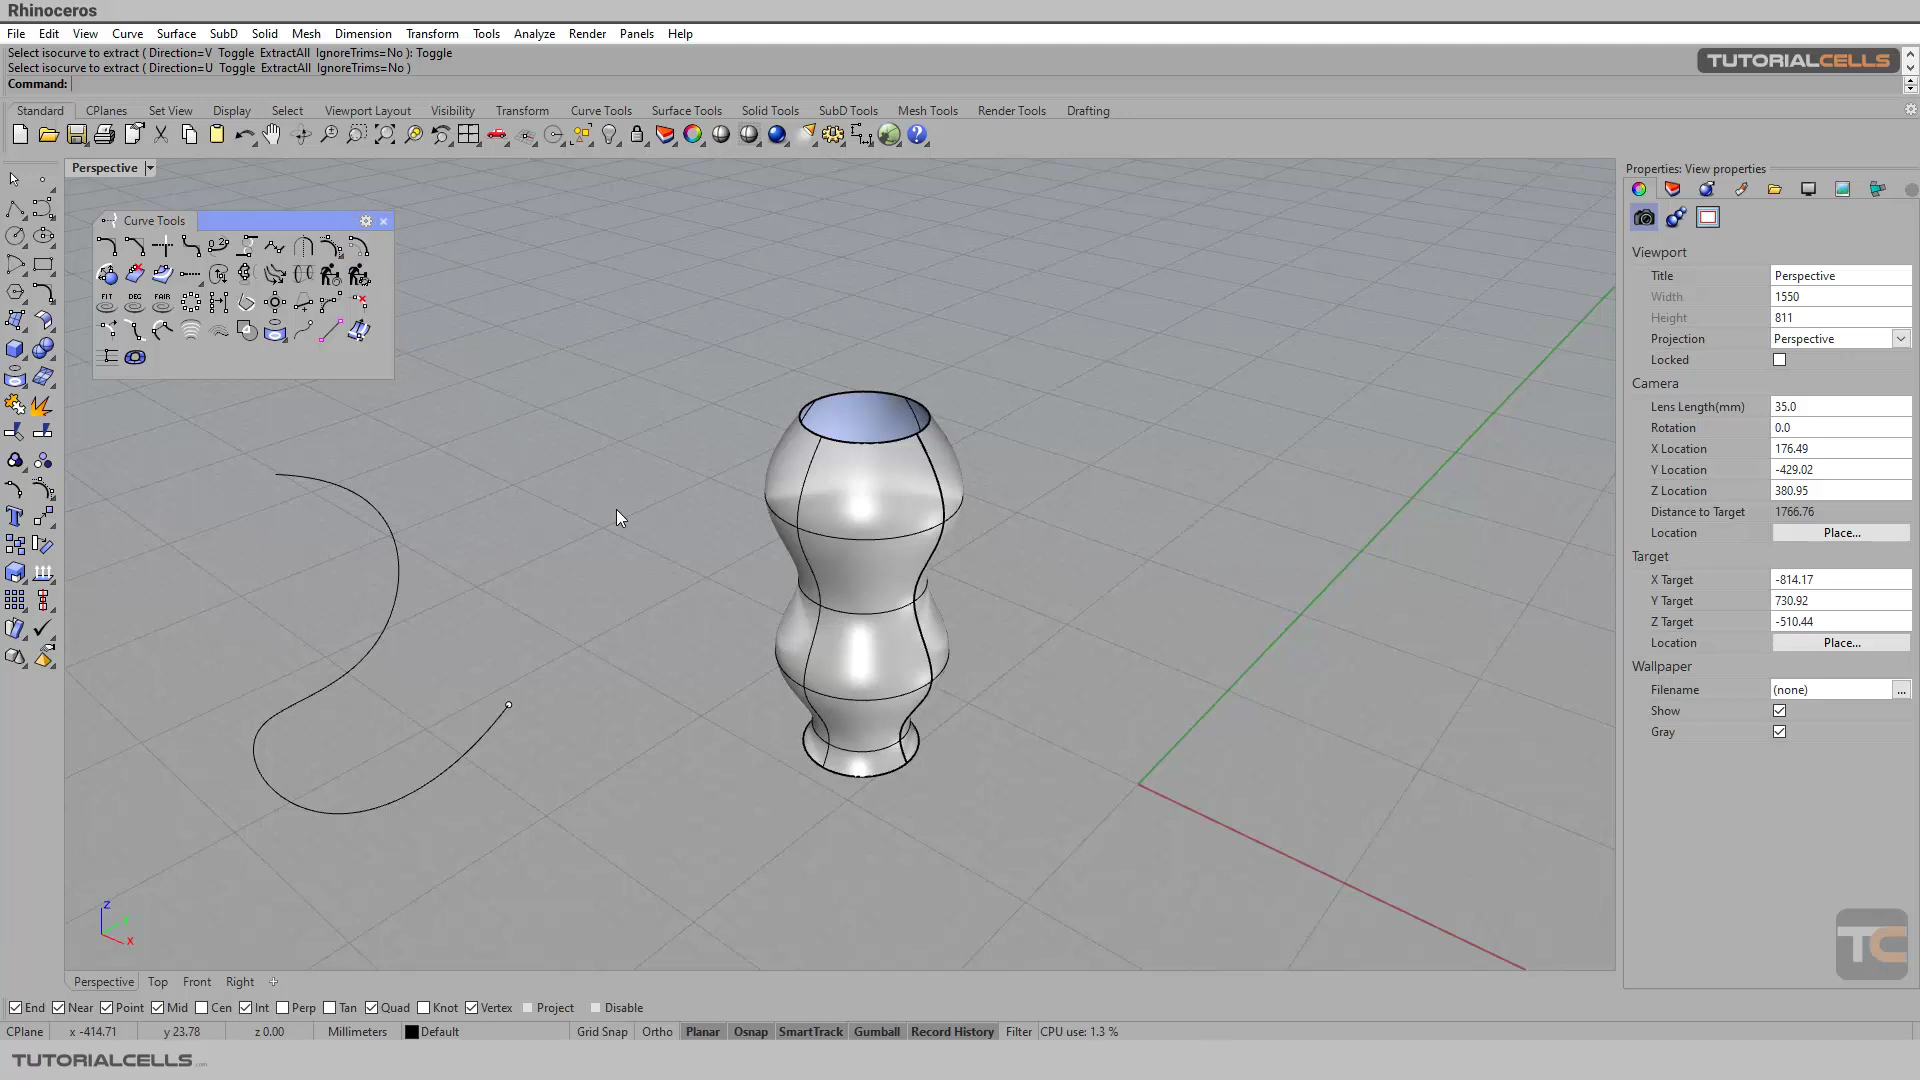 Rhinoceros
File Edit View Curve Surface SubD Solid Mesh Dimension Transform Tools Analyze Render Panels Help
Select isocurve to extract ( Direction=V Toggle ExtractAll IgnoreTrims=No ): Toggle
Select isocurve to extract ( Direction=U Toggle ExtractAll IgnoreTrims=No )
TUTORIALCELLS
Command:
Standard CPlanes Set View Display Select Viewport Layout Visibility Transform Curve Tools Surface Tools Solid Tools SubD Tools Mesh Tools Render Tools Drafting
Perspective
Curve Tools
FIT DEG FAIR
z
y
x
Properties: View properties
Viewport
Title Perspective
Width 1550
Height 811
Projection Perspective
Locked
Camera
Lens Length(mm) 35.0
Rotation 0.0
X Location 176.49
Y Location -429.02
Z Location 380.95
Distance to Target 1766.76
Location Place...
Target
X Target -814.17
Y Target 730.92
Z Target -510.44
Location Place...
Wallpaper
Filename (none) ...
Show
Gray
TC
Perspective Top Front Right
End Near Point Mid Cen Int Perp Tan Quad Knot Vertex Project Disable
CPlane x -414.71 y 23.78 z 0.00 Millimeters Default Grid Snap Ortho Planar Osnap SmartTrack Gumball Record History Filter CPU use: 1.3 %
TUTORIALCELLS.com